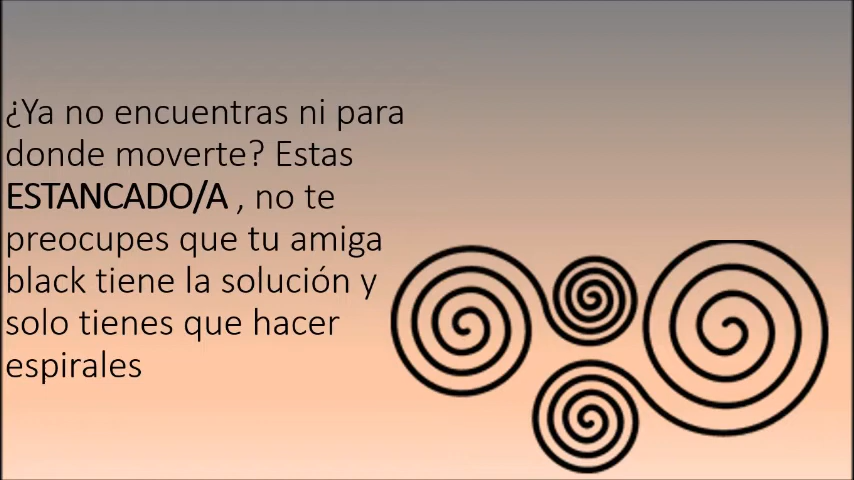 ¿Ya no encuentras ni para
donde moverte? Estas
ESTANCADO/A , no te
preocupes que tu amiga
black tiene la solución y
solo tienes que hacer
espirales